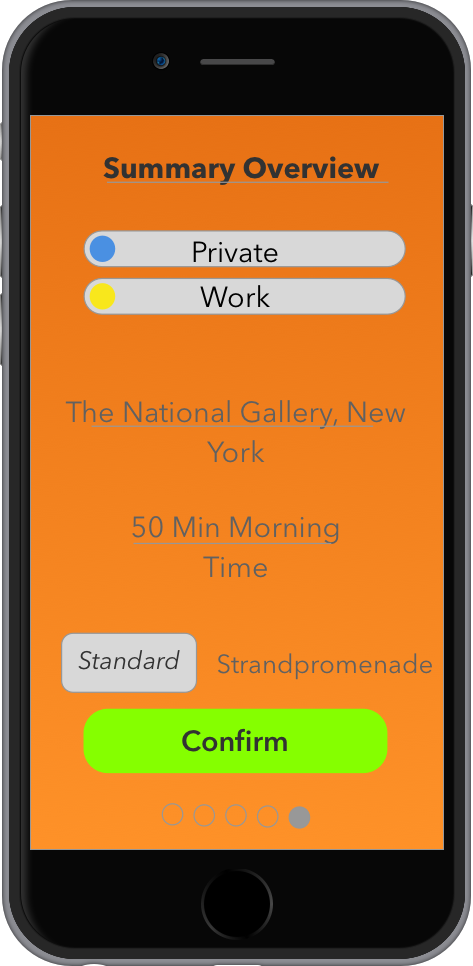 Summary Overview
Private
Work
The National Gallery, New
York
50 Min Morning
Time
Standard
Strandpromenade
Confirm